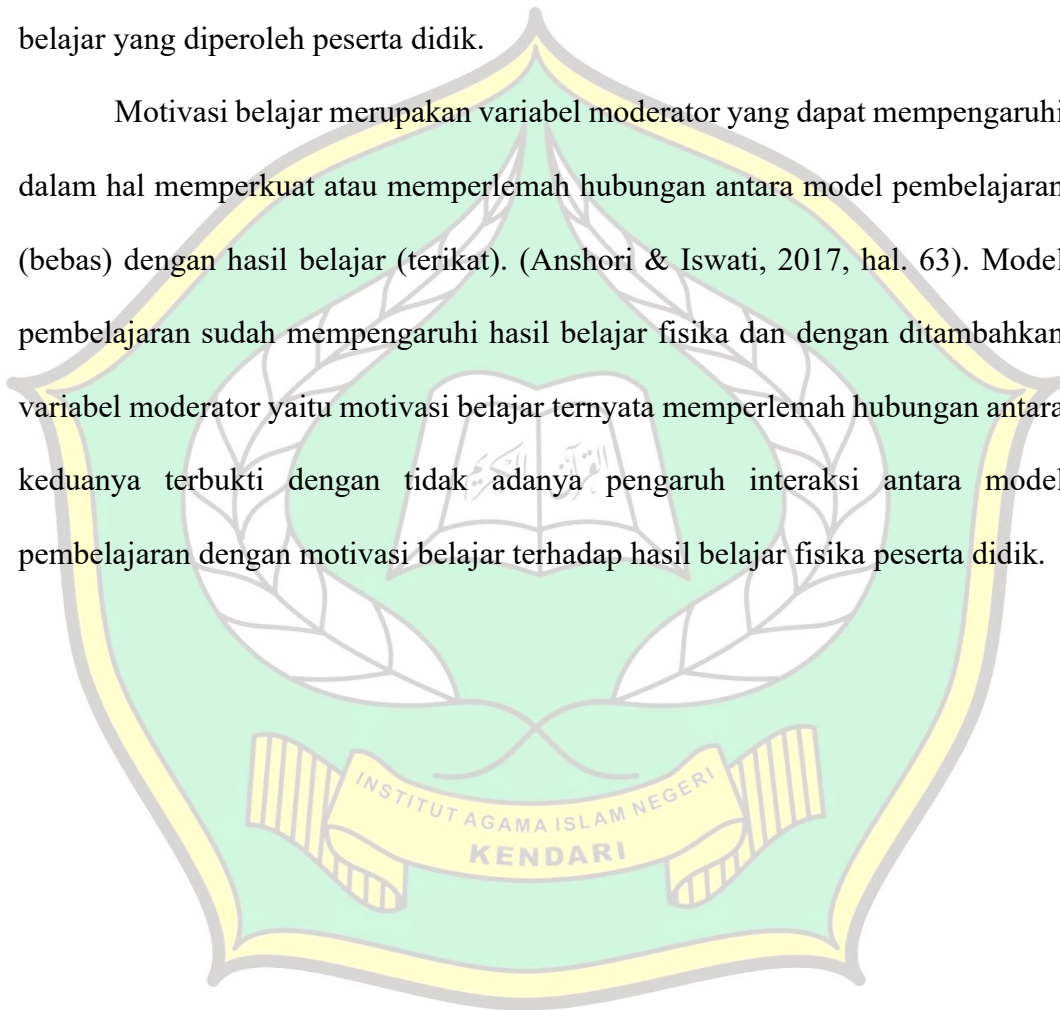 belajar yang diperoleh peserta didik.
Motivasi belajar merupakan variabel moderator yang dapat mempengaruhi
dalam hal memperkuat atau memperlemah hubungan antara model pembelajaran
(bebas) dengan hasil belajar (terikat). (Anshori & Iswati, 2017, hal. 63). Model
pembelajaran sudah mempengaruhi hasil belajar fisika dan dengan ditambahkan
variabel moderator yaitu motivasi belajar ternyata memperlemah hubungan antara
keduanya terbukti dengan tidak adanya pengaruh interaksi antara model
pembelajaran dengan motivasi belajar terhadap hasil belajar fisika peserta didik.
القرآن الكريم
INSTITUT AGAMA ISLAM NEGERI
KENDARI